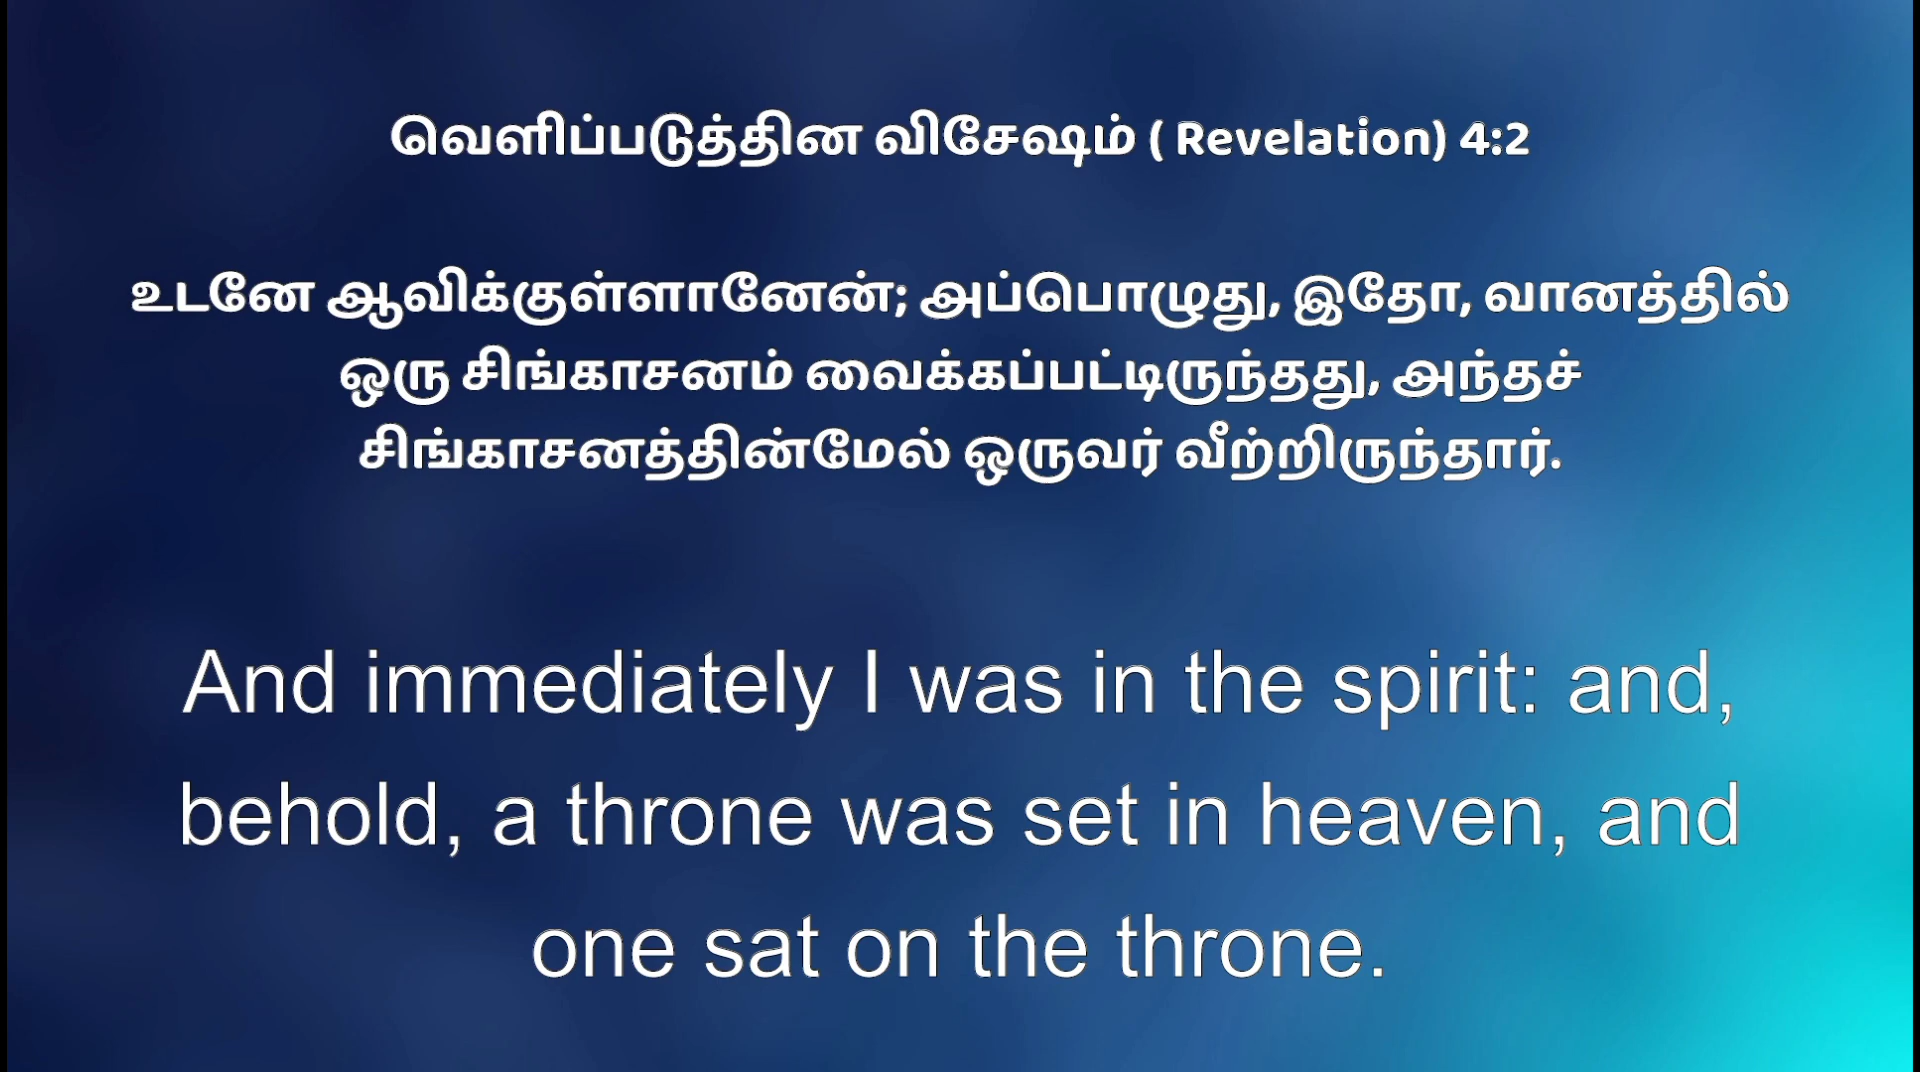 வெளிப்படுத்தின விசேஷம் ( Revelation) 4:2
உடனே ஆவிக்குள்ளானேன்; அப்பொழுது, இதோ, வானத்தில்
ஒரு சிங்காசனம் வைக்கப்பட்டிருந்தது, அந்தச்
சிங்காசனத்தின்மேல் ஒருவர் வீற்றிருந்தார்.
And immediately I was in the spirit: and,
behold, a throne was set in heaven, and
one sat on the throne.